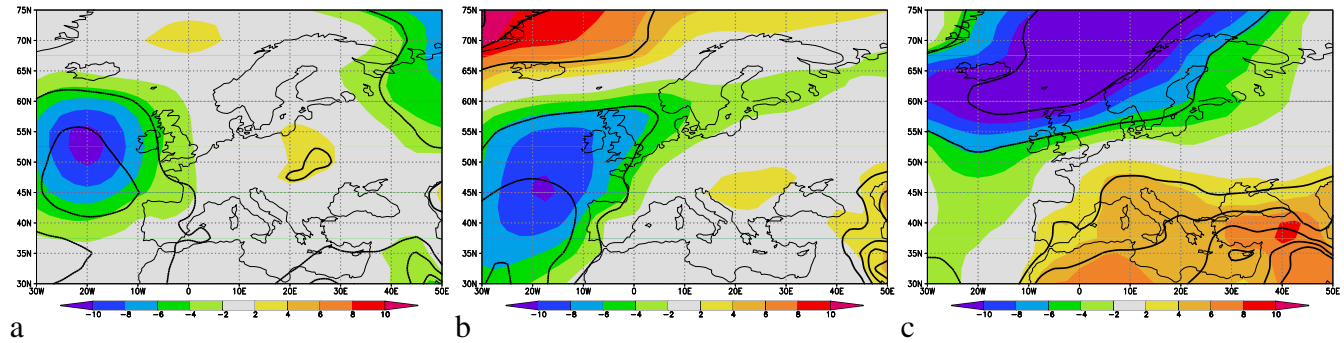 75N 75N 75N
70N 70N 70N
65N 65N 65N
60N 60N 60N
55N 55N 55N
50N 50N 50N
45N 45N 45N
40N 40N 40N
35N 35N 35N
30N 30N 30N
30W 20W 10W 0 10E 20E 30E 40E 50E 30W 20W 10W 0 10E 20E 30E 40E 50E 30W 20W 10W 0 10E 20E 30E 40E 50E
-10 -8 -6 -4 -2 2 4 6 8 10 -10 -8 -6 -4 -2 2 4 6 8 10 -10 -8 -6 -4 -2 2 4 6 8 10
a b c